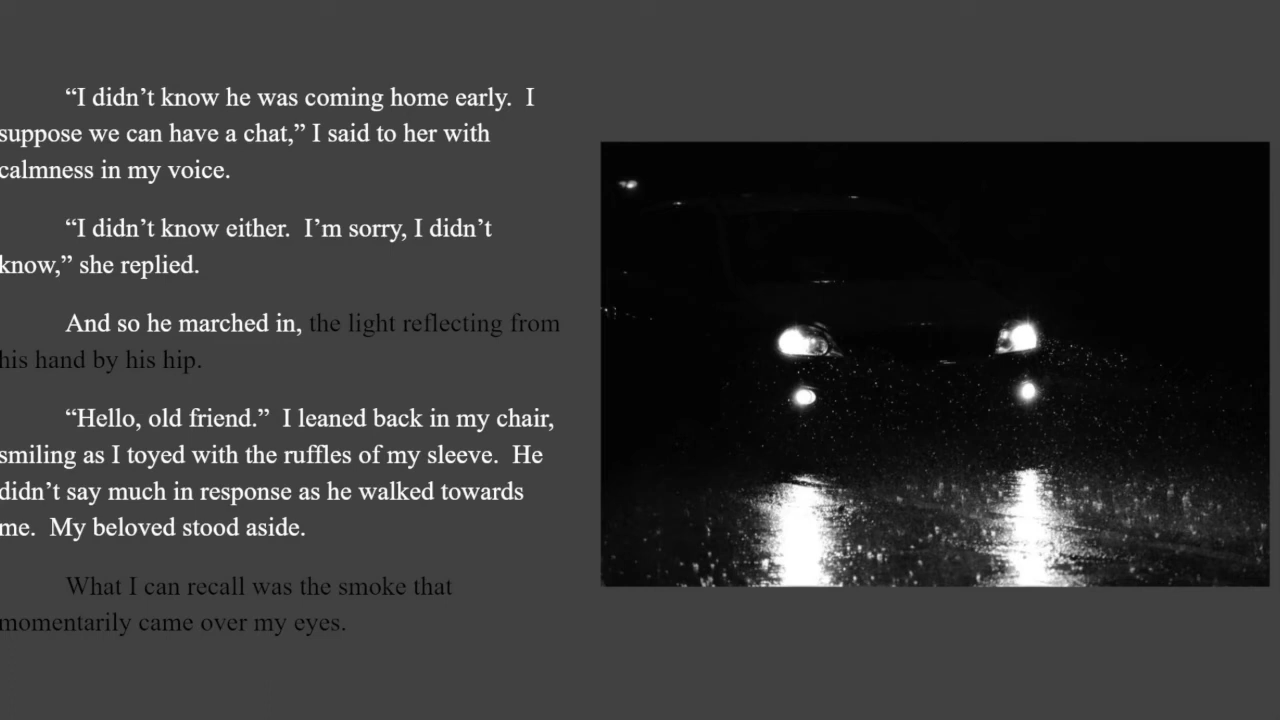 “I didn’t know he was coming home early.  I
suppose we can have a chat,” I said to her with
calmness in my voice.
“I didn’t know either.  I’m sorry, I didn’t
know,” she replied.
And so he marched in, the light reflecting from
his hand by his hip.
“Hello, old friend.”  I leaned back in my chair,
smiling as I toyed with the ruffles of my sleeve.  He
didn’t say much in response as he walked towards
me.  My beloved stood aside.
What I can recall was the smoke that
momentarily came over my eyes.